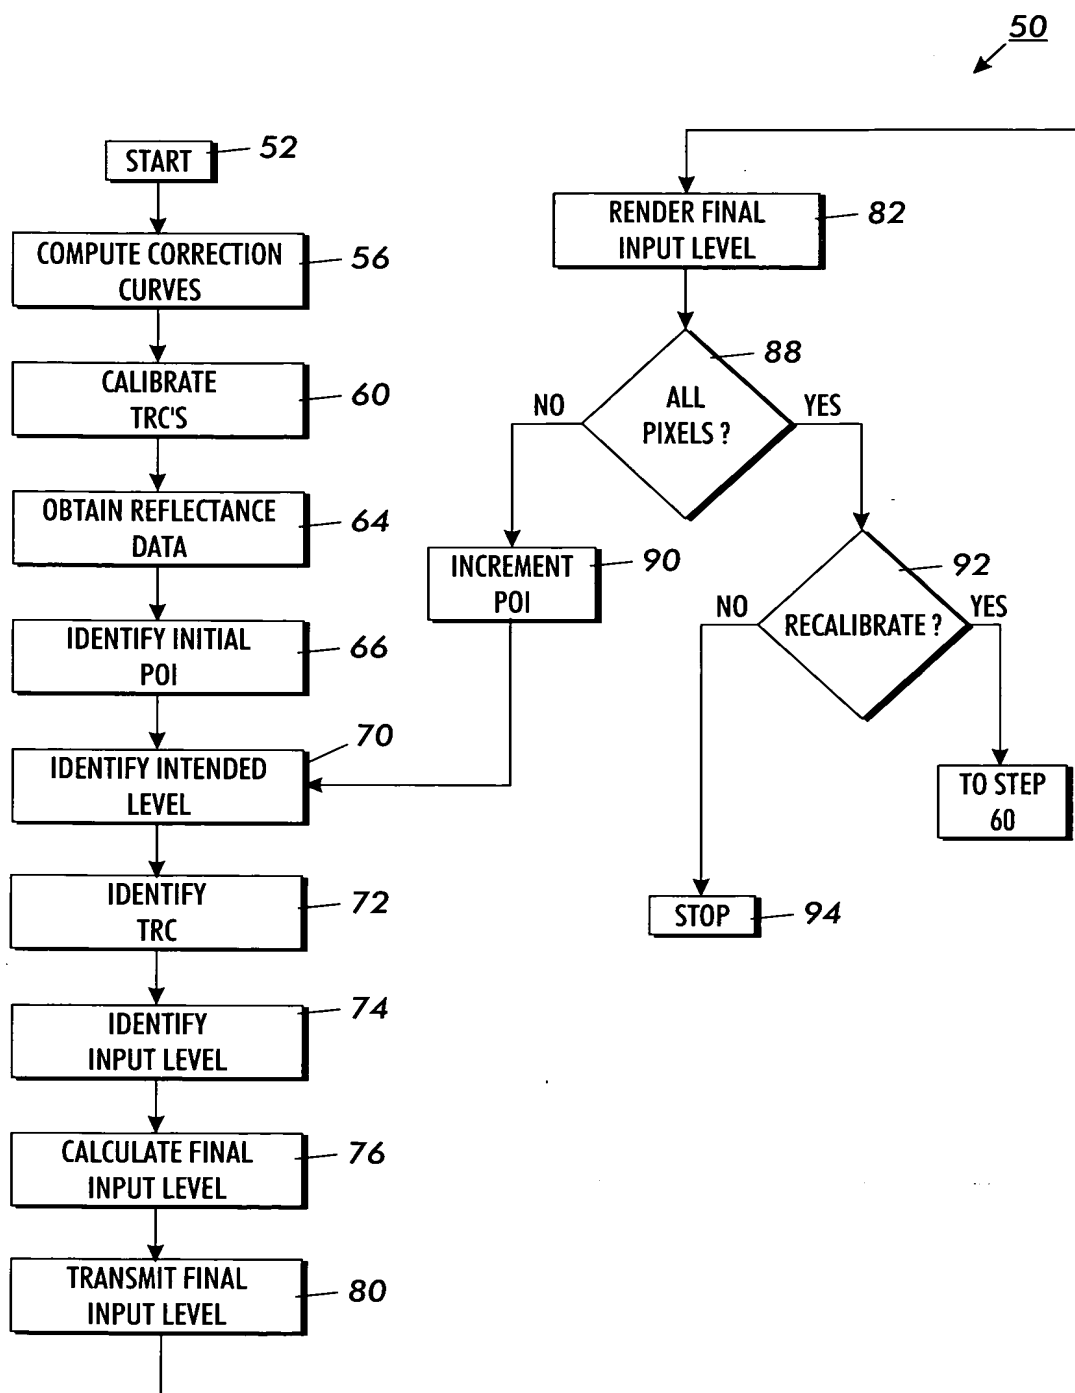 50
START
52
COMPUTE CORRECTION
CURVES
56
CALIBRATE
TRC'S
60
OBTAIN REFLECTANCE
DATA
64
IDENTIFY INITIAL
POI
66
IDENTIFY INTENDED
LEVEL
70
IDENTIFY
TRC
72
IDENTIFY
INPUT LEVEL
74
CALCULATE FINAL
INPUT LEVEL
76
TRANSMIT FINAL
INPUT LEVEL
80
RENDER FINAL
INPUT LEVEL
82
ALL
PIXELS ?
88
NO
YES
INCREMENT
POI
90
RECALIBRATE ?
92
NO
YES
TO STEP
60
STOP
94